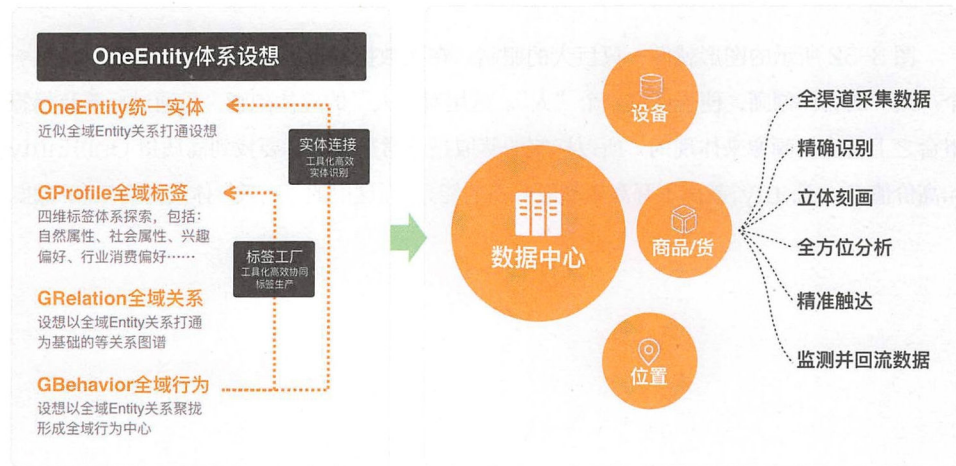 OneEntity体系设想
OneEntity统一实体
近似全域Entity关系打通设想
实体连接
工具化高效
实体识别
GProfile全域标签
四维标签体系探索，包括：
自然属性、社会属性、兴趣
偏好、行业消费偏好……
标签工厂
工具化高效协同
标签生产
GRelation全域关系
设想以全域Entity关系打通
为基础的等关系图谱
GBehavior全域行为
设想以全域Entity关系聚拢
形成全域行为中心
数据中心
设备
商品/货
位置
全渠道采集数据
精确识别
立体刻画
全方位分析
精准触达
监测并回流数据